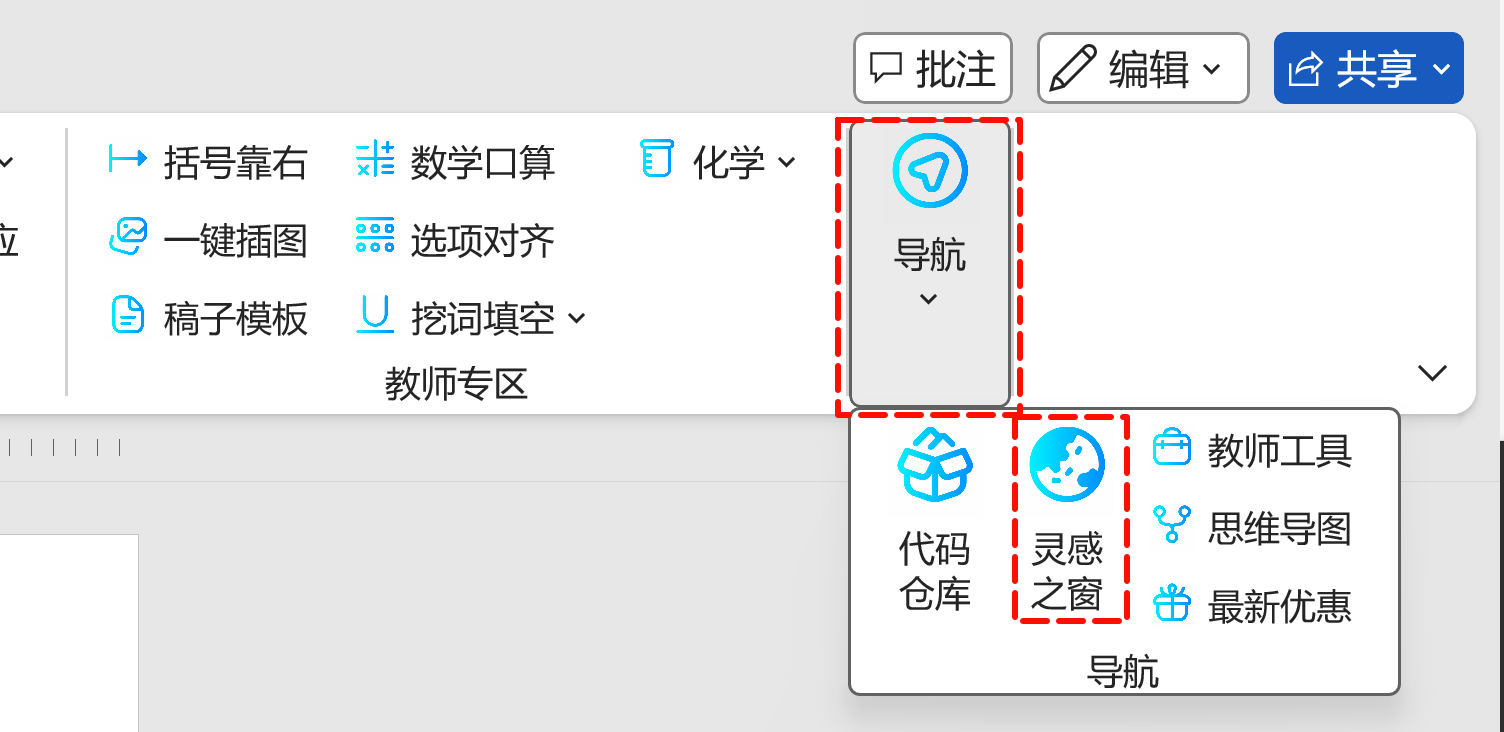 批注 编辑 共享
括号靠右 数学口算 化学
应 一键插图 选项对齐 导航
稿子模板 挖词填空
教师专区
教师工具
代码 灵感 思维导图
仓库 之窗 最新优惠
导航